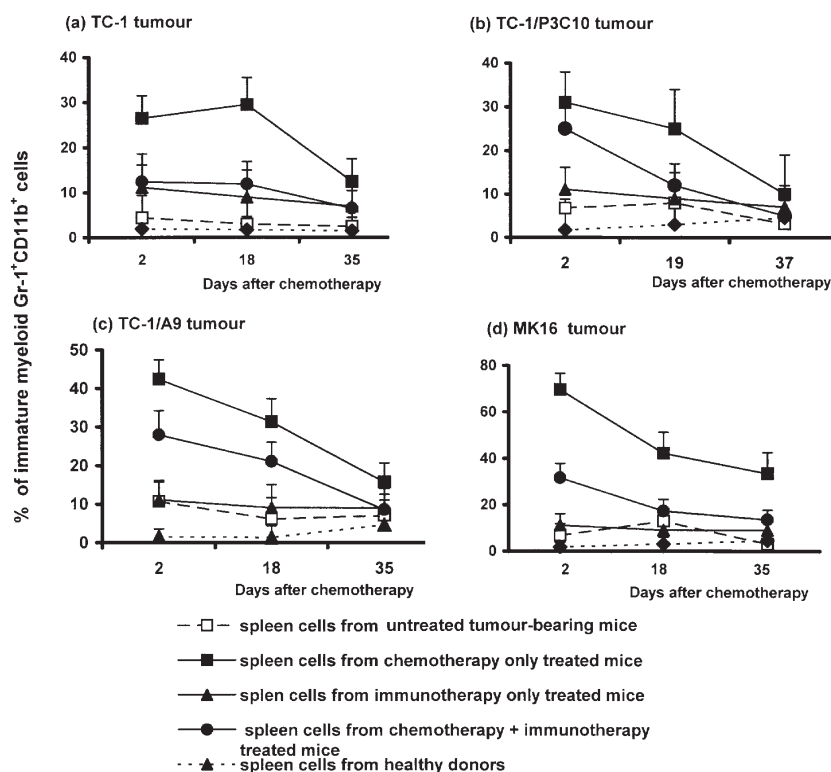 (a) TC-1 tumour
40
30
20
10
0
2 18 35
Days after chemotherapy
(b) TC-1/P3C10 tumour
40
30
20
10
0
2 19 37
Days after chemotherapy
% of immature myeloid Gr-1⁺CD11b⁺ cells
(c) TC-1/A9 tumour
50
40
30
20
10
0
2 18 35
Days after chemotherapy
(d) MK16 tumour
80
60
40
20
0
2 18 35
Days after chemotherapy
spleen cells from untreated tumour-bearing mice
spleen cells from chemotherapy only treated mice
splen cells from immunotherapy only treated mice
spleen cells from chemotherapy + immunotherapy
treated mice
spleen cells from healthy donors